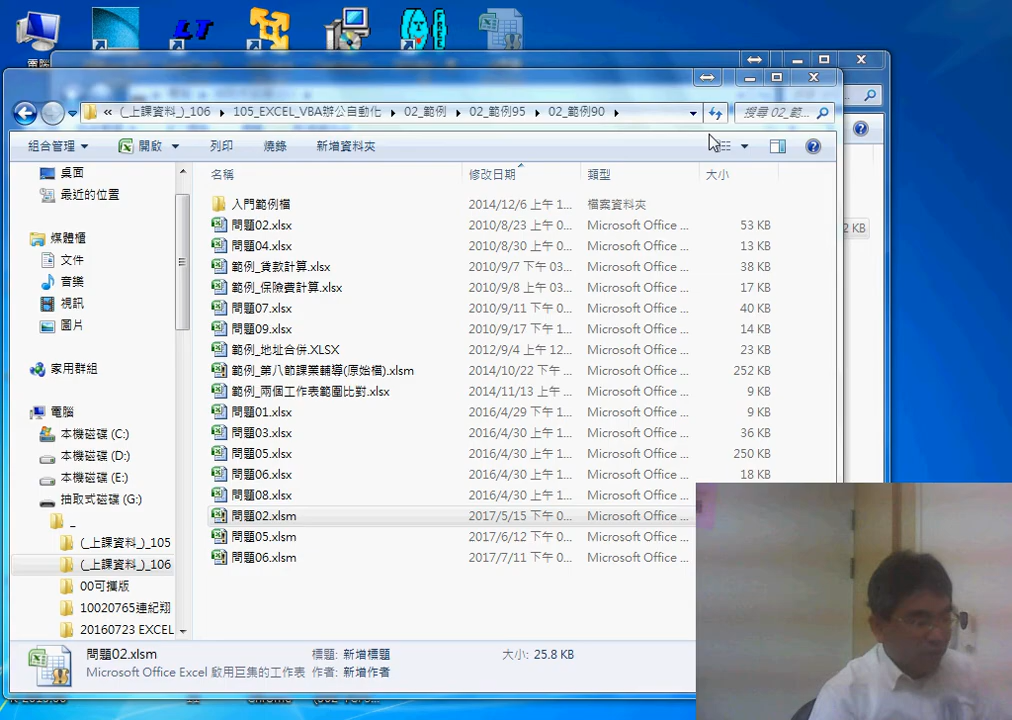 LT
FREE
電腦
« (_上課資料_)_106 ▸ 105_EXCEL_VBA辦公自動化 ▸ 02_範例 ▸ 02_範例95 ▸ 02_範例90 ▸
搜尋 02_範...
組合管理 開啟 列印 燒錄 新增資料夾
名稱 修改日期 類型 大小
桌面
最近的位置
媒體櫃
文件
音樂
視訊
圖片
家用群組
電腦
本機磁碟 (C:)
本機磁碟 (D:)
本機磁碟 (E:)
抽取式磁碟 (G:)
_
(_上課資料_)_105
(_上課資料_)_106
00可攜版
10020765連紀翔
20160723 EXCEL
入門範例檔 2014/12/6 上午 1... 檔案資料夾
問題02.xlsx 2010/8/23 上午 0... Microsoft Office ... 53 KB
2 KB
問題04.xlsx 2010/8/30 上午 0... Microsoft Office ... 13 KB
範例_貸款計算.xlsx 2010/9/7 下午 03... Microsoft Office ... 38 KB
範例_保險費計算.xlsx 2010/9/8 上午 03... Microsoft Office ... 17 KB
問題07.xlsx 2010/9/11 下午 0... Microsoft Office ... 40 KB
問題09.xlsx 2010/9/17 上午 1... Microsoft Office ... 14 KB
範例_地址合併.XLSX 2012/9/4 上午 12... Microsoft Office ... 23 KB
範例_第八節課業輔導(原始檔).xlsm 2014/10/22 下午 ... Microsoft Office ... 252 KB
範例_兩個工作表範圍比對.xlsx 2014/11/13 上午 ... Microsoft Office ... 9 KB
問題01.xlsx 2016/4/29 上午 1... Microsoft Office ... 9 KB
問題03.xlsx 2016/4/30 上午 1... Microsoft Office ... 36 KB
問題05.xlsx 2016/4/30 上午 1... Microsoft Office ... 250 KB
問題06.xlsx 2016/4/30 上午 1... Microsoft Office ... 18 KB
問題08.xlsx 2016/4/30 上午 1... Microsoft Office ...
問題02.xlsm 2017/5/15 下午 0... Microsoft Office ...
問題05.xlsm 2017/6/12 下午 0... Microsoft Office ...
問題06.xlsm 2017/7/11 下午 0... Microsoft Office ...
問題02.xlsm 標題: 新增標題 大小: 25.8 KB
Microsoft Office Excel 啟用巨集的工作表 作者: 新增作者